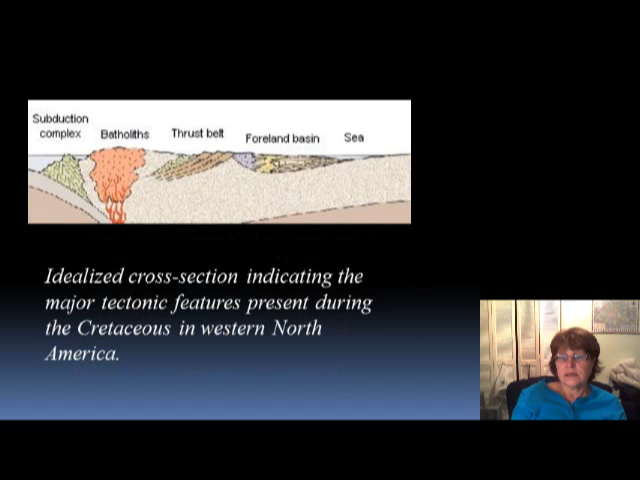 Subduction
complex Batholiths Thrust belt Foreland basin Sea
Idealized cross-section indicating the
major tectonic features present during
the Cretaceous in western North
America.